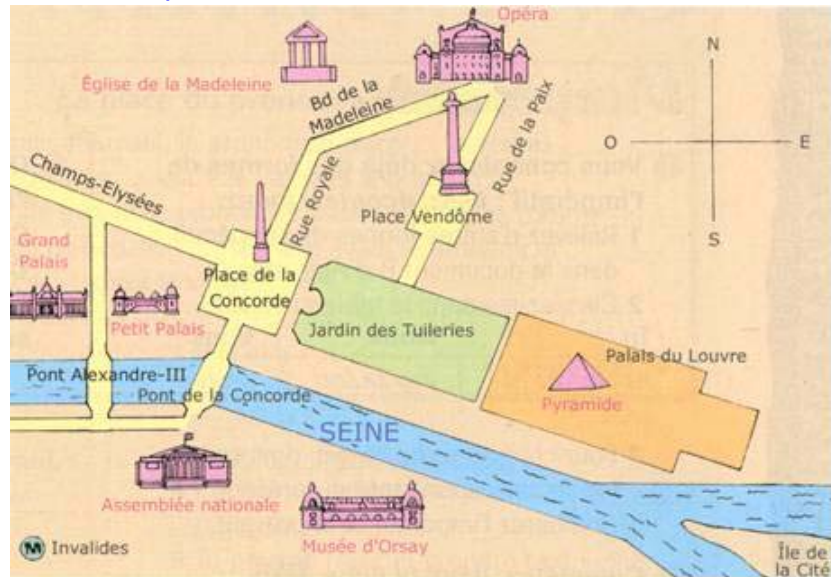 Opéra
N
Église de la Madeleine
Bd de la
Madeleine
Rue de la Paix
O
E
Champs-Elysées
Rue Royale
Place Vendôme
S
Grand
Palais
Place de la
Concorde
Petit Palais
Jardin des Tuileries
Palais du Louvre
Pont Alexandre-III
Pont de la Concorde
Pyramide
SEINE
Assemblée nationale
Musée d'Orsay
M Invalides
Île de
la Cité